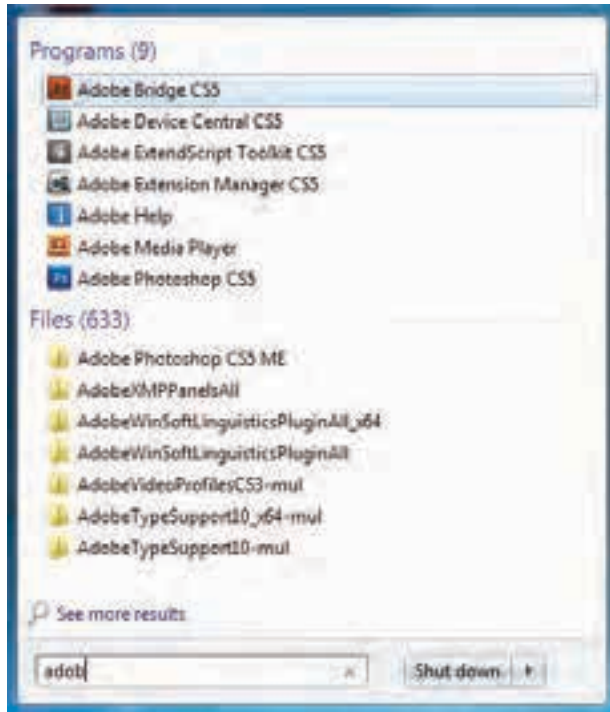 Programs (9)
Adobe Bridge CS5
Adobe Device Central CS5
Adobe ExtendScript Toolkit CS5
Adobe Extension Manager CS5
Adobe Help
Adobe Media Player
Adobe Photoshop CS5
Files (633)
Adobe Photoshop CS5 ME
AdobeXMPPanelsAll
AdobeWinSoftLinguisticsPluginAll_x64
AdobeWinSoftLinguisticsPluginAll
AdobeVideoProfilesCS3-mul
AdobeTypeSupport10_x64-mul
AdobeTypeSupport10-mul
See more results
adob
Shut down